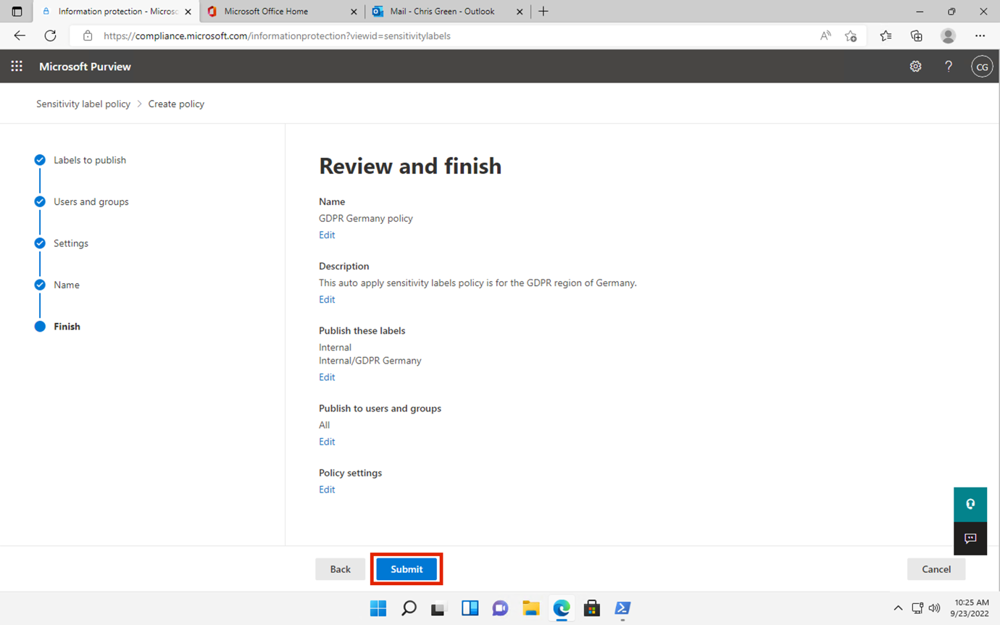 Information protection - Micros
Microsoft Office Home
Mail - Chris Green - Outlook
https://compliance.microsoft.com/informationprotection?viewid=sensitivitylabels
Microsoft Purview
CG
Sensitivity label policy > Create policy
Labels to publish
Users and groups
Settings
Name
Finish
Review and finish
Name
GDPR Germany policy
Edit
Description
This auto apply sensitivity labels policy is for the GDPR region of Germany.
Edit
Publish these labels
Internal
Internal/GDPR Germany
Edit
Publish to users and groups
All
Edit
Policy settings
Edit
Back
Submit
Cancel
10:25 AM
9/23/2022